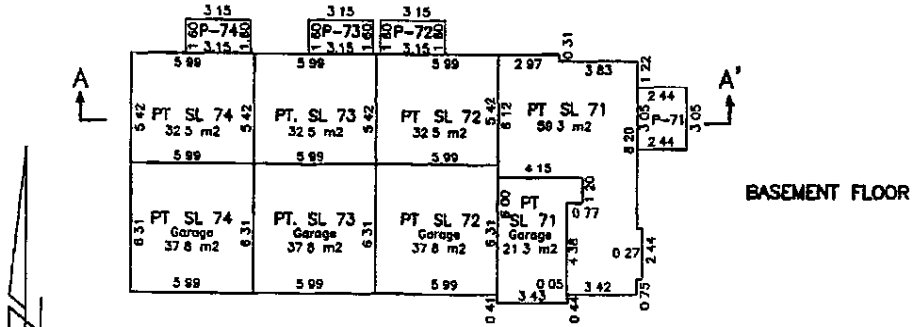 3 15 3 15 3 15
P-74 P-73 P-72
1 60 1 60 1 60 1 60 1 60 1 60
3.15 3.15 3.15
0 31
5 99 5 99 5 99 2 97 3 83
1 22
A A'
2 44
PT SL 74 PT. SL 73 PT SL 72 PT SL 71
32 5 m2 32 5 m2 32 5 m2 58 3 m2
5 42 5 42 5 42 5 42 6 12 8 20 3 05 P-71 3 05
2 44
5 99 5 99 5 99 4 15
1 20
BASEMENT FLOOR
0 77
PT SL 74 PT. SL 73 PT SL 72 PT SL 71
Garage Garage Garage Garage
37 8 m2 37 8 m2 37 8 m2 21 3 m2
6 31 6 31 6 31 6 31 6 00 4 38
0 27 2 44
5 99 5 99 5 99 0 05 3 42
0 41 3 43 0 44 0 75